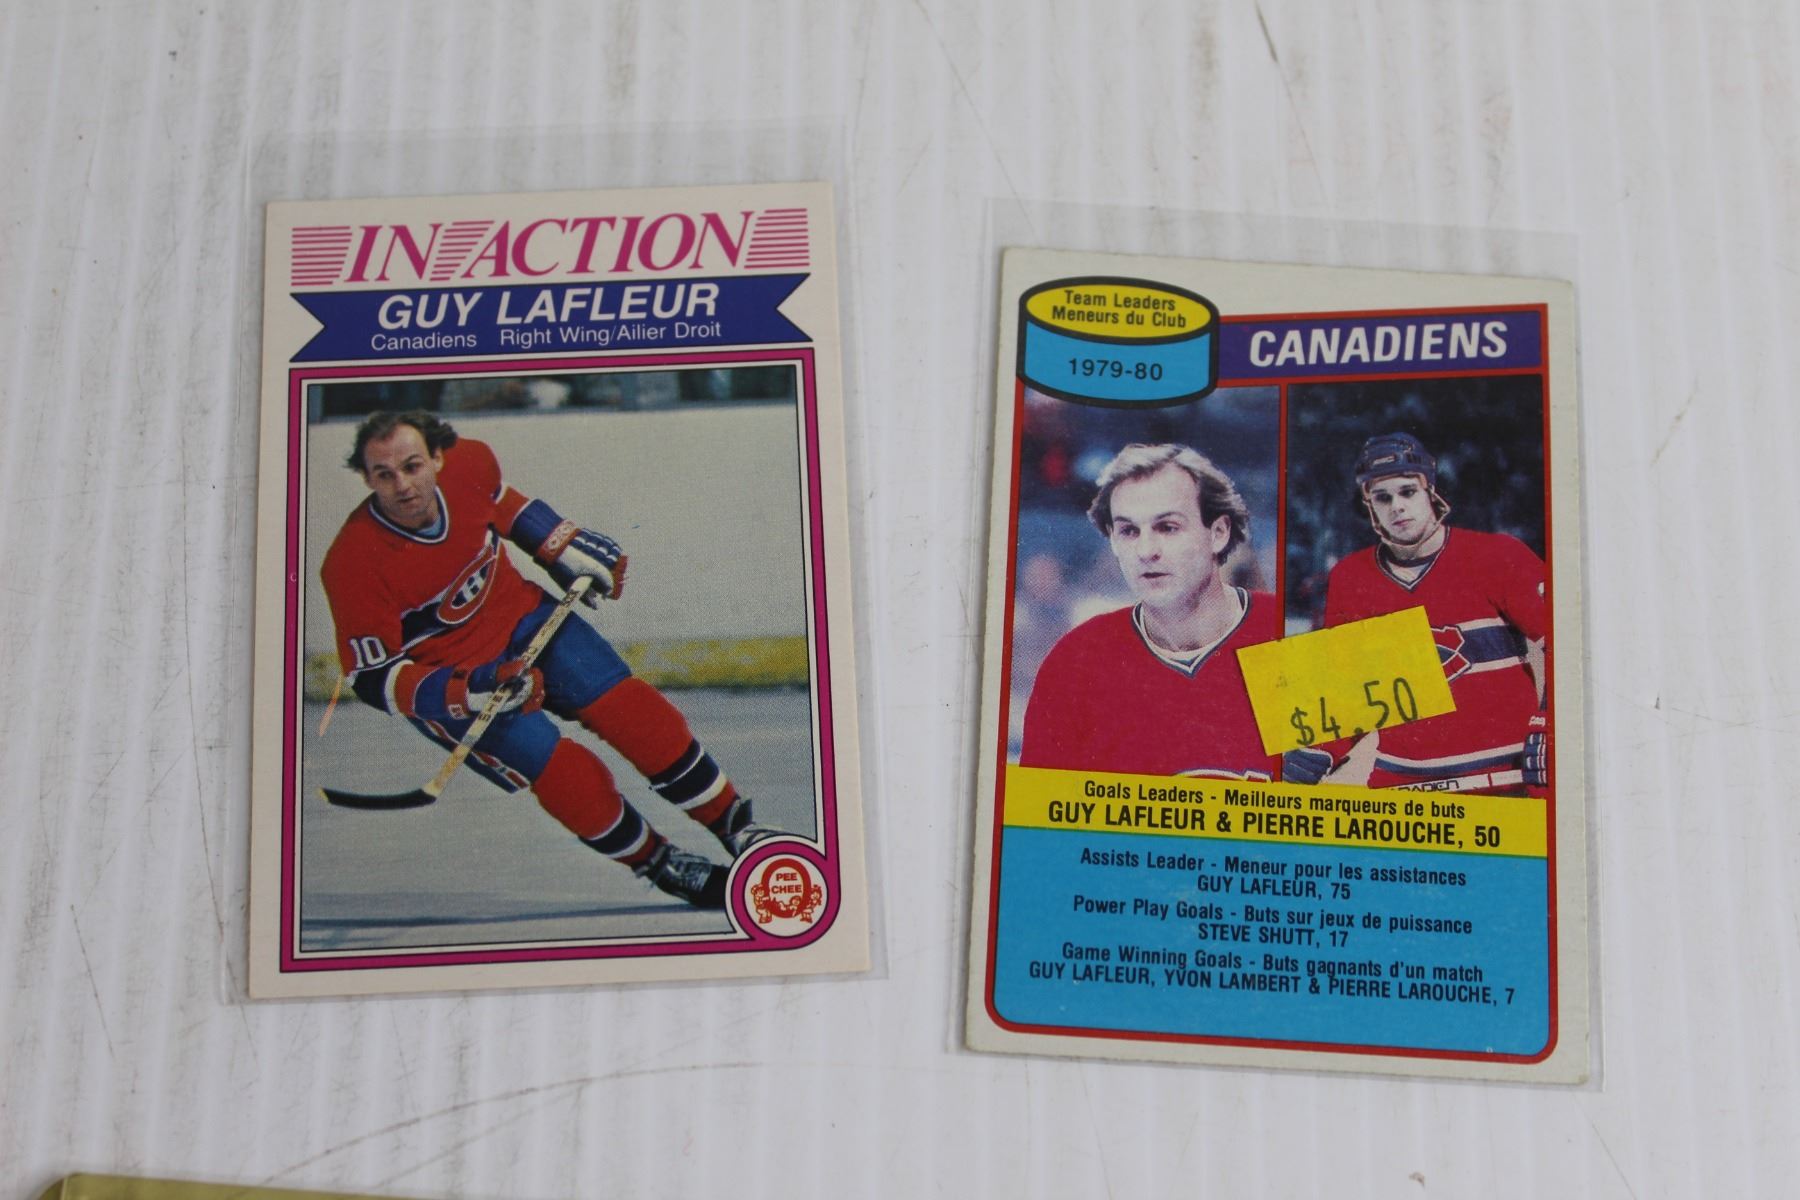 IN ACTION
GUY LAFLEUR
Canadiens Right Wing/Ailier Droit
10
PEE
CHEE
Team Leaders
Meneurs du Club
1979-80
CANADIENS
$4.50
Goals Leaders - Meilleurs marqueurs de buts
GUY LAFLEUR & PIERRE LAROUCHE, 50
Assists Leader - Meneur pour les assistances
GUY LAFLEUR, 75
Power Play Goals - Buts sur jeux de puissance
STEVE SHUTT, 17
Game Winning Goals - Buts gagnants d'un match
GUY LAFLEUR, YVON LAMBERT & PIERRE LAROUCHE, 7